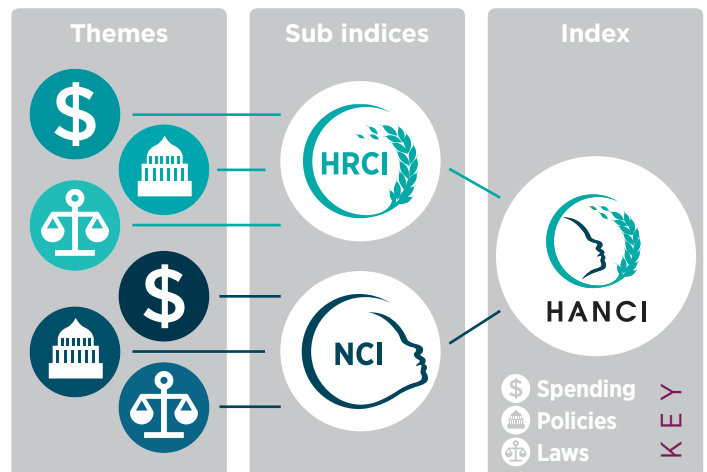 Themes
Sub indices
Index
$
HRCI
$
NCI
HANCI
$ Spending
Policies
Laws
KEY